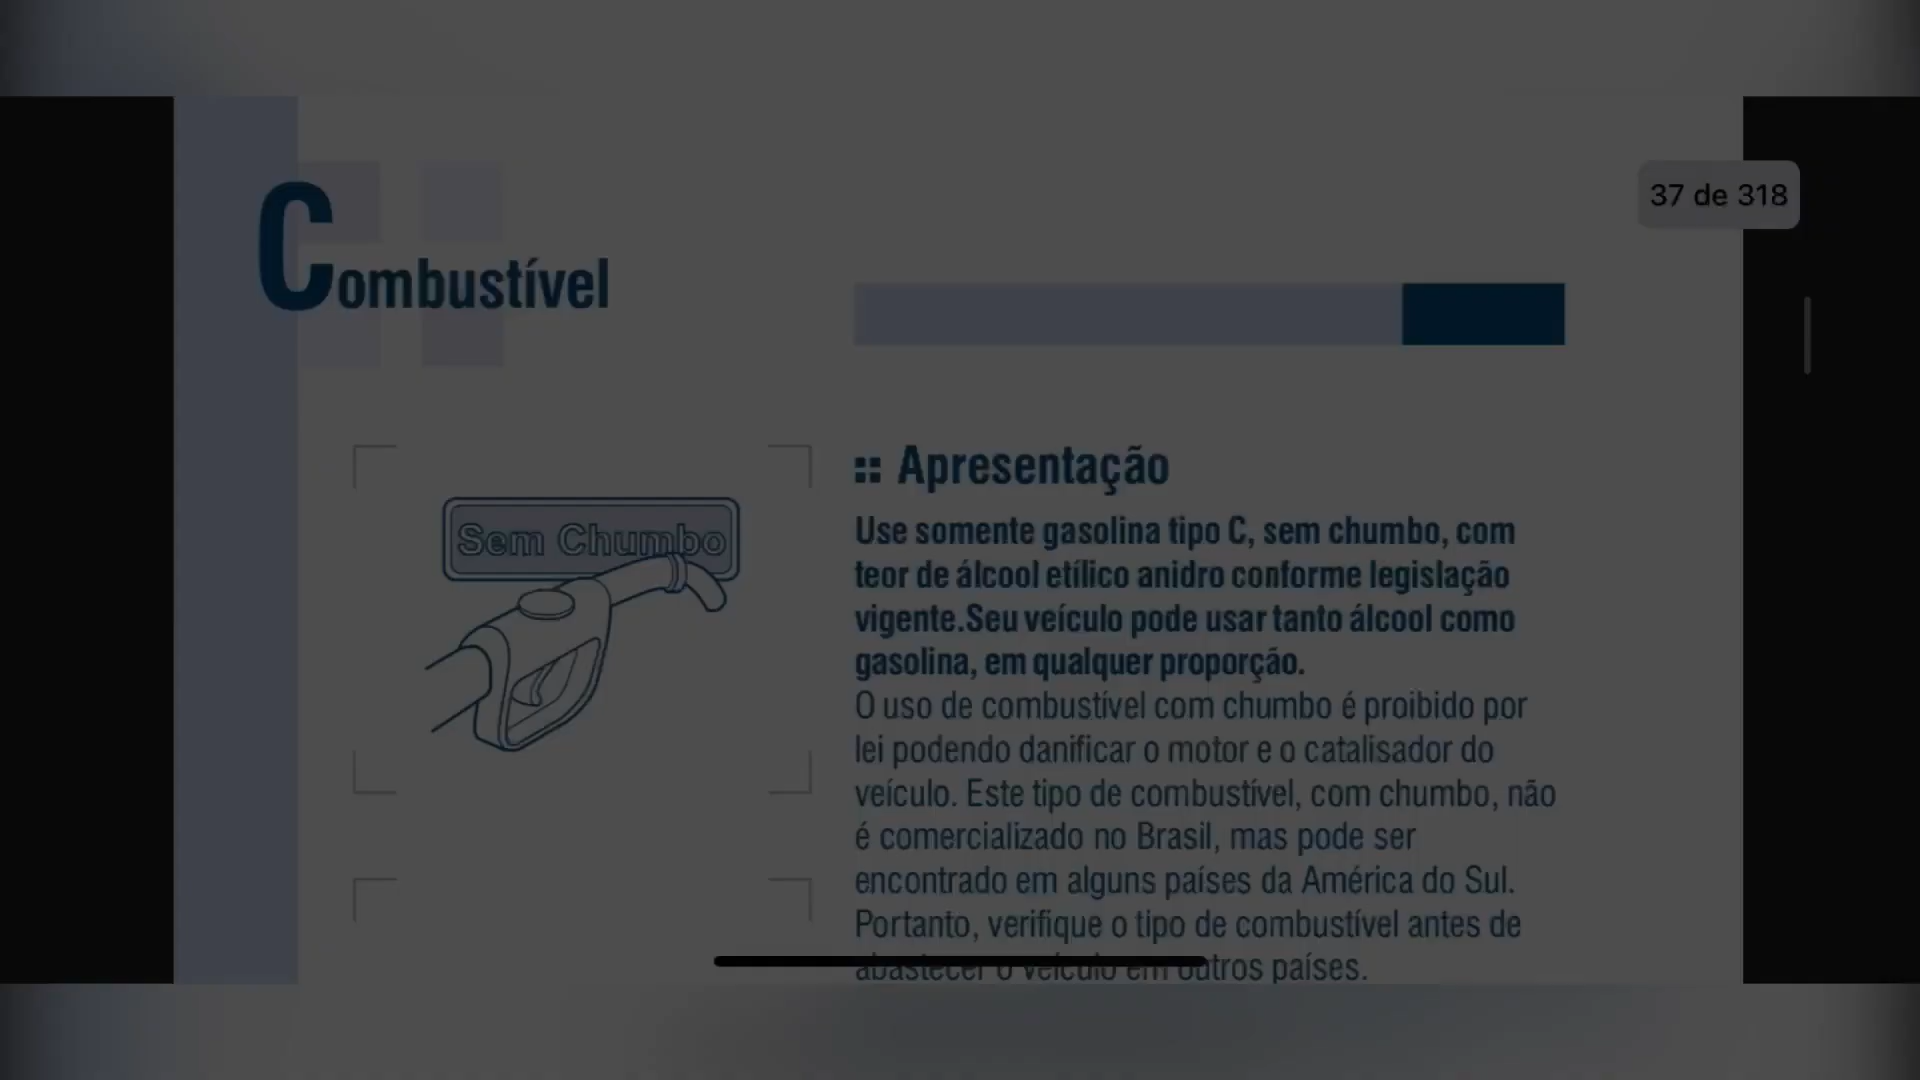 37 de 318
Combustível
Sem Chumbo
:: Apresentação
Use somente gasolina tipo C, sem chumbo, com
teor de álcool etílico anidro conforme legislação
vigente.Seu veículo pode usar tanto álcool como
gasolina, em qualquer proporção.
O uso de combustível com chumbo é proibido por
lei podendo danificar o motor e o catalisador do
veículo. Este tipo de combustível, com chumbo, não
é comercializado no Brasil, mas pode ser
encontrado em alguns países da América do Sul.
Portanto, verifique o tipo de combustível antes de
abastecer o veículo em outros países.